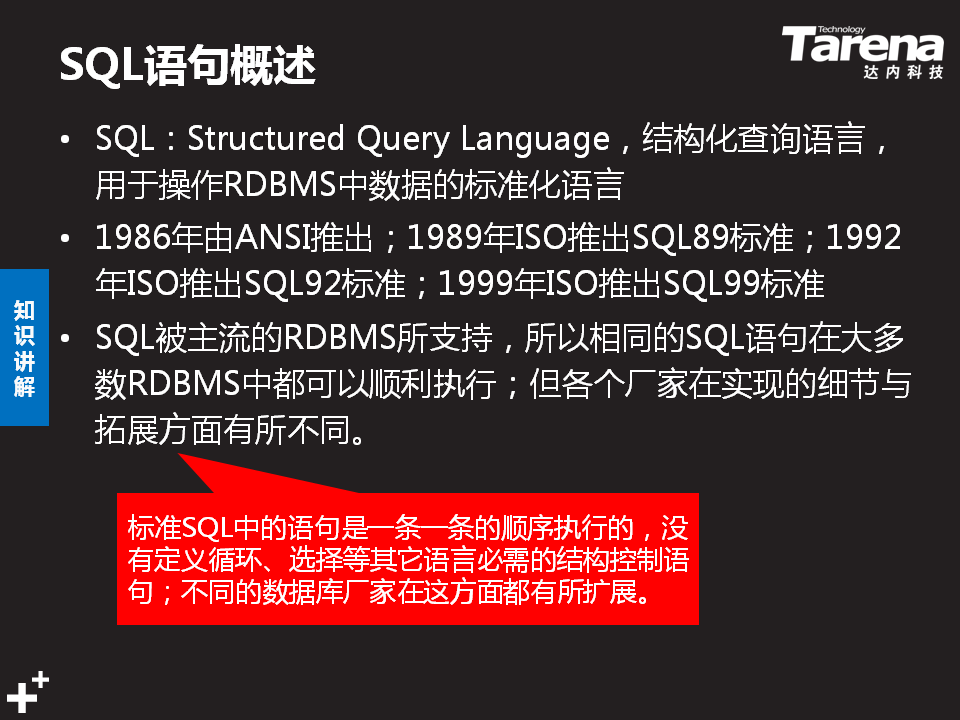 SQL语句概述
Technology
Tarena
达内科技
• SQL：Structured Query Language，结构化查询语言，
用于操作RDBMS中数据的标准化语言
• 1986年由ANSI推出；1989年ISO推出SQL89标准；1992
年ISO推出SQL92标准；1999年ISO推出SQL99标准
• SQL被主流的RDBMS所支持，所以相同的SQL语句在大多
数RDBMS中都可以顺利执行；但各个厂家在实现的细节与
拓展方面有所不同。
知
识
讲
解
标准SQL中的语句是一条一条的顺序执行的，没
有定义循环、选择等其它语言必需的结构控制语
句；不同的数据库厂家在这方面都有所扩展。